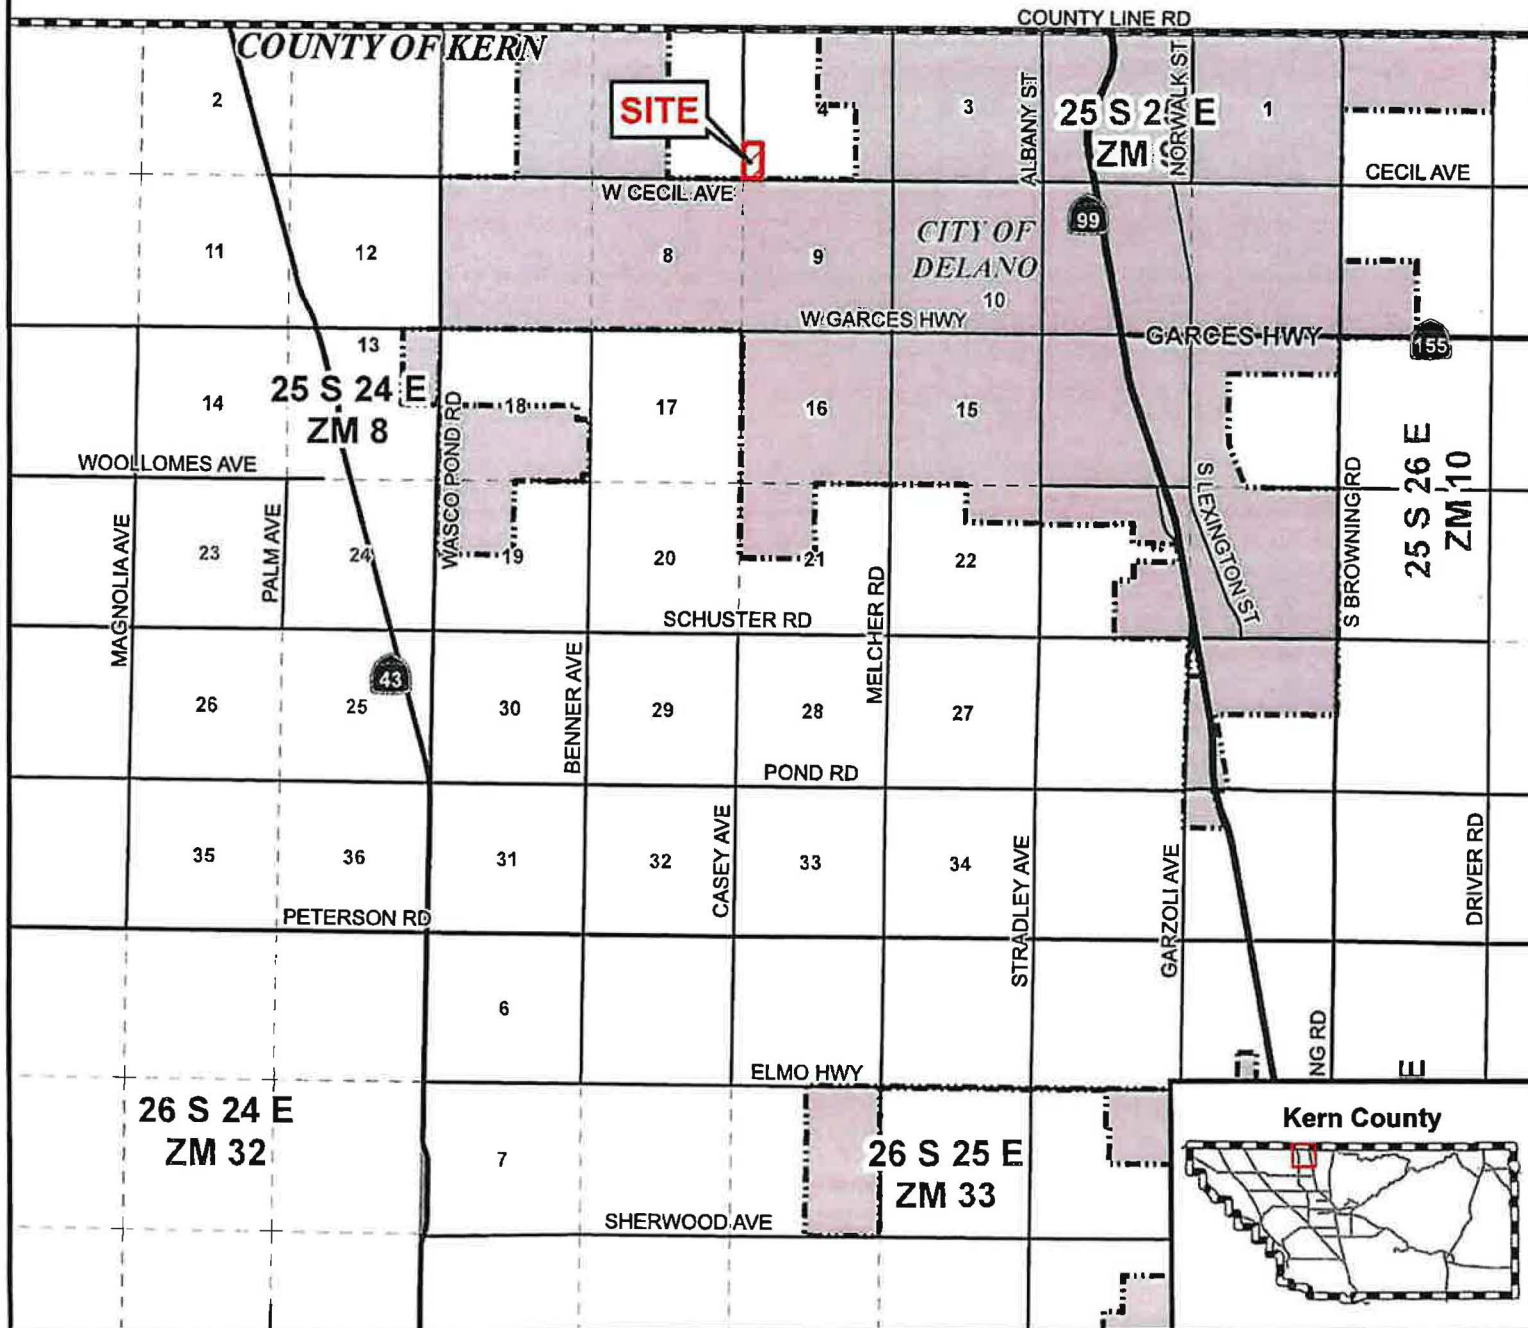 COUNTY LINE RD
COUNTY OF KERN
2
SITE
4
3
ALBANY ST
25 S 25 E
ZM 9
NORWALK ST
1
CECIL AVE
W CECIL AVE
99
11
12
8
9
CITY OF
DELANO
10
W GARCES HWY
GARCES HWY
155
13
14
25 S 24 E
ZM 8
WASCO POND RD
18
17
16
15
WOOLLOMES AVE
S LEXINGTON ST
S BROWNING RD
25 S 26 E
ZM 10
MAGNOLIA AVE
23
PALM AVE
24
19
20
21
22
SCHUSTER RD
MELCHER RD
43
26
25
BENNER AVE
30
29
28
27
POND RD
35
36
31
CASEY AVE
32
33
34
STRADLEY AVE
GARZOLI AVE
DRIVER RD
PETERSON RD
6
NG RD
E
ELMO HWY
26 S 24 E
ZM 32
7
26 S 25 E
ZM 33
SHERWOOD AVE
Kern County